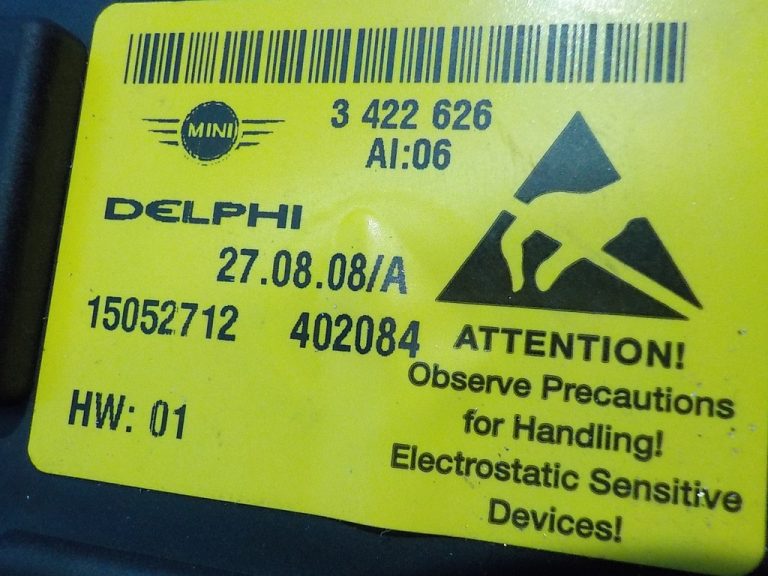 MINI
3 422 626
AI:06
DELPHI
27.08.08/A
15052712 402084
HW: 01
ATTENTION!
Observe Precautions
for Handling!
Electrostatic Sensitive
Devices!